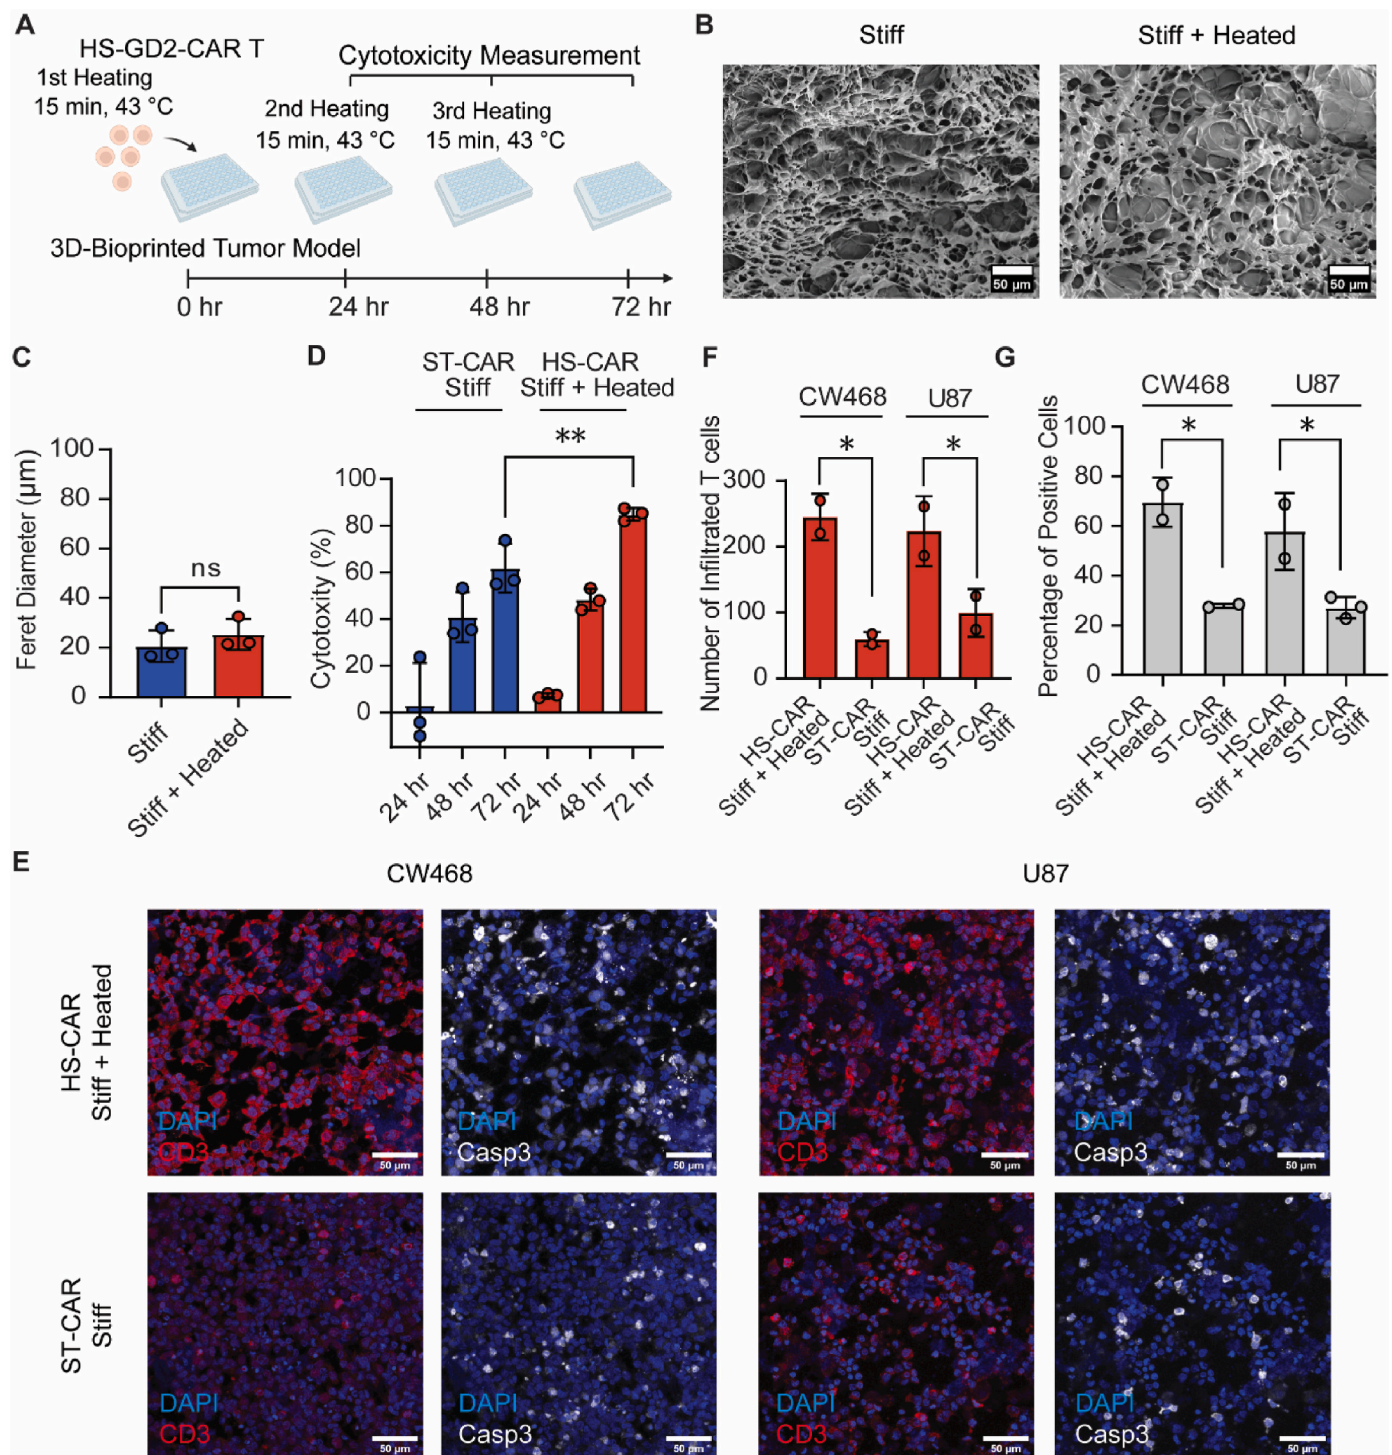 A
HS-GD2-CAR T
1st Heating
15 min, 43 °C
Cytotoxicity Measurement
2nd Heating
15 min, 43 °C
3rd Heating
15 min, 43 °C
3D-Bioprinted Tumor Model
0 hr
24 hr
48 hr
72 hr
B
Stiff
Stiff + Heated
50 µm
50 µm
C
Feret Diameter (µm)
100
80
60
40
20
0
ns
Stiff
Stiff + Heated
D
ST-CAR
Stiff
HS-CAR
Stiff + Heated
**
Cytotoxity (%)
100
80
60
40
20
0
24 hr
48 hr
72 hr
24 hr
48 hr
72 hr
F
CW468
U87
*
*
Number of Infiltrated T cells
300
200
100
0
HS-CAR
Stiff + Heated
ST-CAR
Stiff
HS-CAR
Stiff + Heated
ST-CAR
Stiff
G
CW468
U87
*
*
Percentage of Positive Cells
100
80
60
40
20
0
HS-CAR
Stiff + Heated
ST-CAR
Stiff
HS-CAR
Stiff + Heated
ST-CAR
Stiff
E
CW468
U87
HS-CAR
Stiff + Heated
DAPI
CD3
50 µm
DAPI
Casp3
50 µm
DAPI
CD3
50 µm
DAPI
Casp3
50 µm
ST-CAR
Stiff
DAPI
CD3
50 µm
DAPI
Casp3
50 µm
DAPI
CD3
50 µm
DAPI
Casp3
50 µm